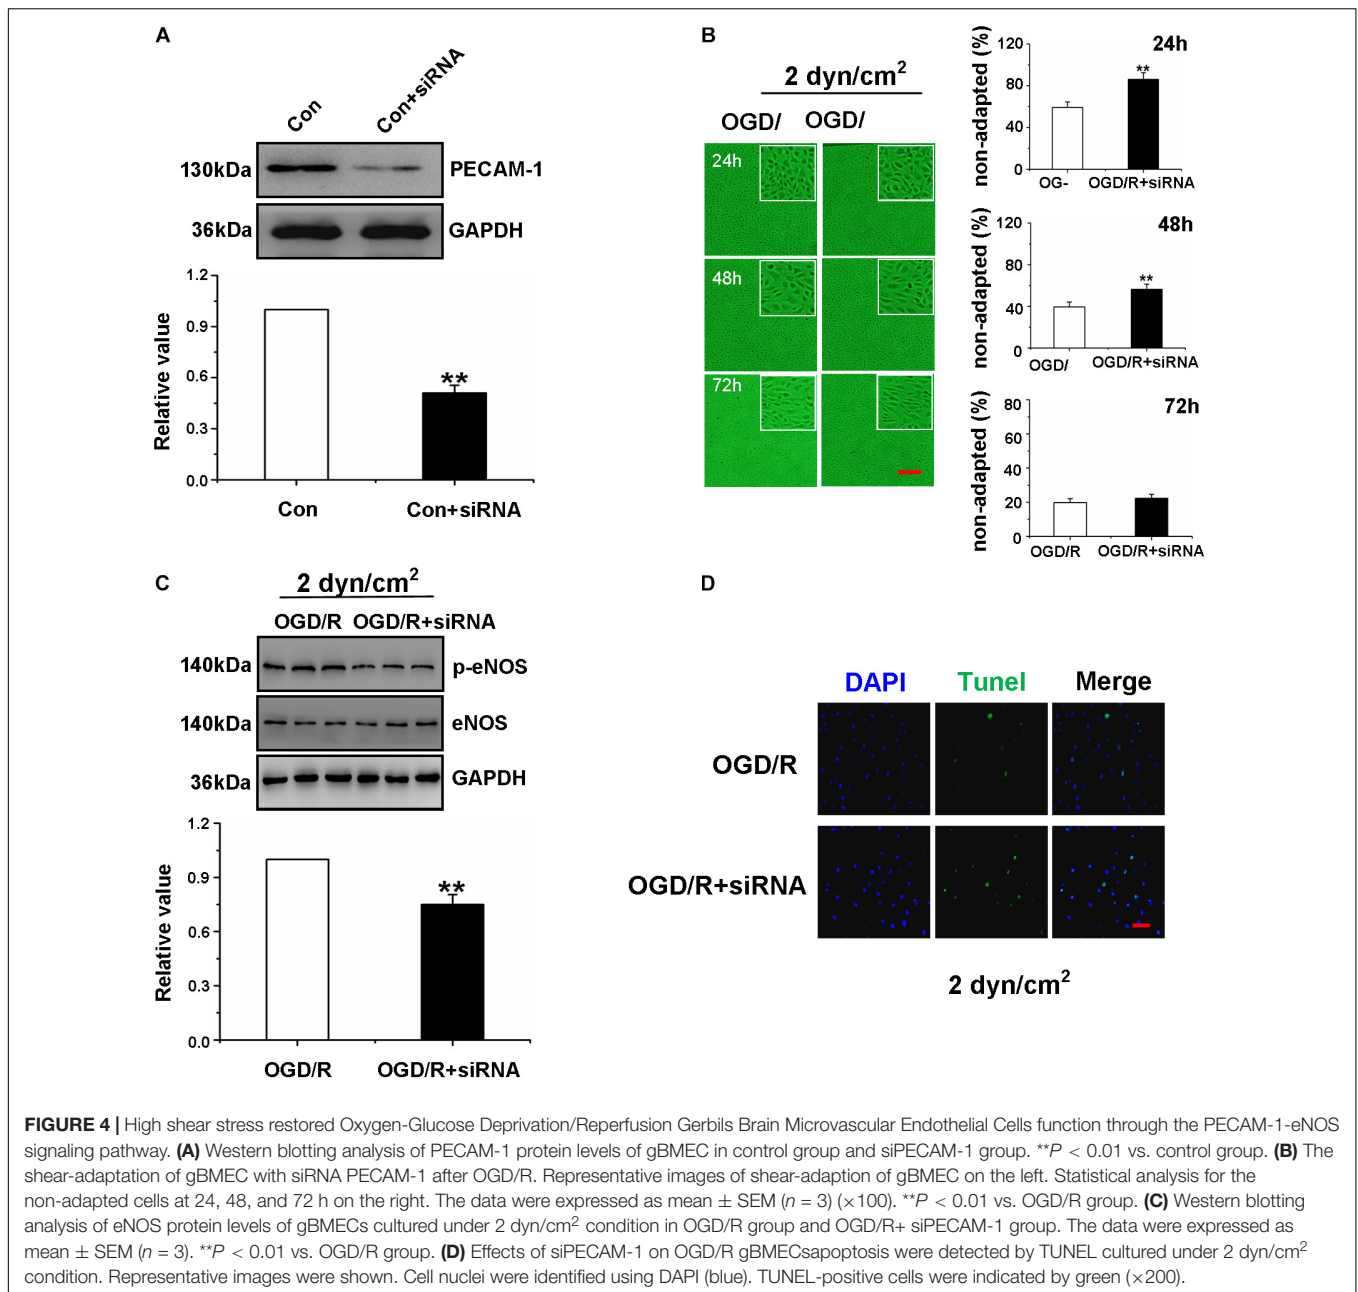 A
Con
Con+siRNA
130kDa
PECAM-1
36kDa
GAPDH
1.2
0.9
0.6
0.3
0.0
Relative value
**
Con
Con+siRNA
B
2 dyn/cm²
OGD/
OGD/
24h
48h
72h
24h
non-adapted (%)
120
80
40
0
**
OG-
OGD/R+siRNA
48h
non-adapted (%)
120
80
40
0
**
OGD/
OGD/R+siRNA
72h
non-adapted (%)
80
60
40
20
0
OGD/R
OGD/R+siRNA
C
2 dyn/cm²
OGD/R OGD/R+siRNA
140kDa
p-eNOS
140kDa
eNOS
36kDa
GAPDH
1.2
0.9
0.6
0.3
0.0
Relative value
**
OGD/R
OGD/R+siRNA
D
DAPI Tunel Merge
OGD/R
OGD/R+siRNA
2 dyn/cm²
FIGURE 4 | High shear stress restored Oxygen-Glucose Deprivation/Reperfusion Gerbils Brain Microvascular Endothelial Cells function through the PECAM-1-eNOS
signaling pathway. (A) Western blotting analysis of PECAM-1 protein levels of gBMEC in control group and siPECAM-1 group. **P < 0.01 vs. control group. (B) The
shear-adaptation of gBMEC with siRNA PECAM-1 after OGD/R. Representative images of shear-adaption of gBMEC on the left. Statistical analysis for the
non-adapted cells at 24, 48, and 72 h on the right. The data were expressed as mean ± SEM (n = 3) (×100). **P < 0.01 vs. OGD/R group. (C) Western blotting
analysis of eNOS protein levels of gBMECs cultured under 2 dyn/cm² condition in OGD/R group and OGD/R+ siPECAM-1 group. The data were expressed as
mean ± SEM (n = 3). **P < 0.01 vs. OGD/R group. (D) Effects of siPECAM-1 on OGD/R gBMECsapoptosis were detected by TUNEL cultured under 2 dyn/cm²
condition. Representative images were shown. Cell nuclei were identified using DAPI (blue). TUNEL-positive cells were indicated by green (×200).